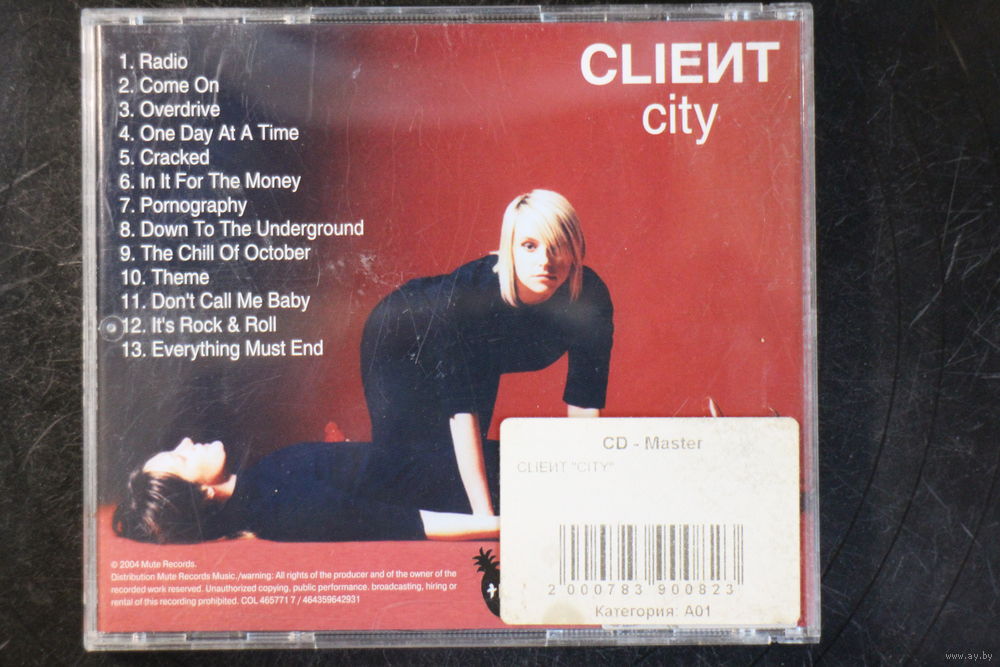 CLIEИT
city
1. Radio
2. Come On
3. Overdrive
4. One Day At A Time
5. Cracked
6. In It For The Money
7. Pornography
8. Down To The Underground
9. The Chill Of October
10. Theme
11. Don't Call Me Baby
12. It's Rock & Roll
13. Everything Must End
CD - Master
CLIEИT "CITY"
2 000783 900823
Категория: A01
© 2004 Mute Records.
Distribution Mute Records Music./warning: All rights of the producer and of the owner of the
recorded work reserved. Unauthorized copying, public performance. broadcasting, hiring or
rental of this recording prohibited. COL 465771 7 / 464359642931
www.ay.by